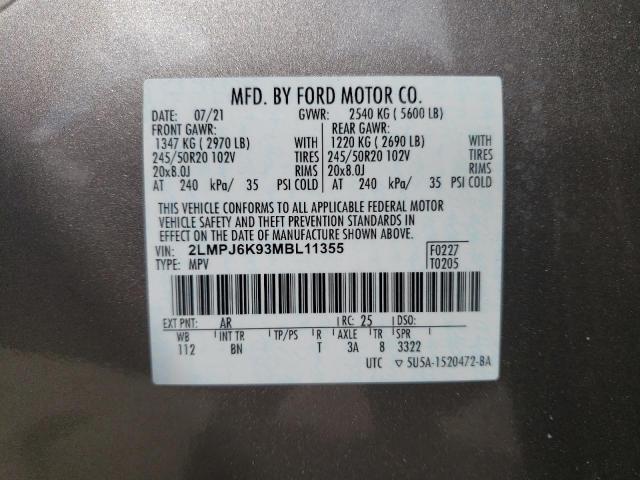 MFD. BY FORD MOTOR CO.
DATE: 07/21 GVWR: 2540 KG ( 5600 LB)
FRONT GAWR: REAR GAWR:
1347 KG ( 2970 LB) WITH 1220 KG ( 2690 LB) WITH
245/50R20 102V TIRES 245/50R20 102V TIRES
20x8.0J RIMS 20x8.0J RIMS
AT 240 kPa/ 35 PSI COLD AT 240 kPa/ 35 PSI COLD
THIS VEHICLE CONFORMS TO ALL APPLICABLE FEDERAL MOTOR
VEHICLE SAFETY AND THEFT PREVENTION STANDARDS IN
EFFECT ON THE DATE OF MANUFACTURE SHOWN ABOVE.
VIN: 2LMPJ6K93MBL11355 F0227
TYPE: MPV T0205
EXT PNT: AR RC: 25 DSO:
WB INT TR TP/PS R AXLE TR SPR
112 BN T 3A 8 3322
UTC ▽ 5U5A-1520472-BA